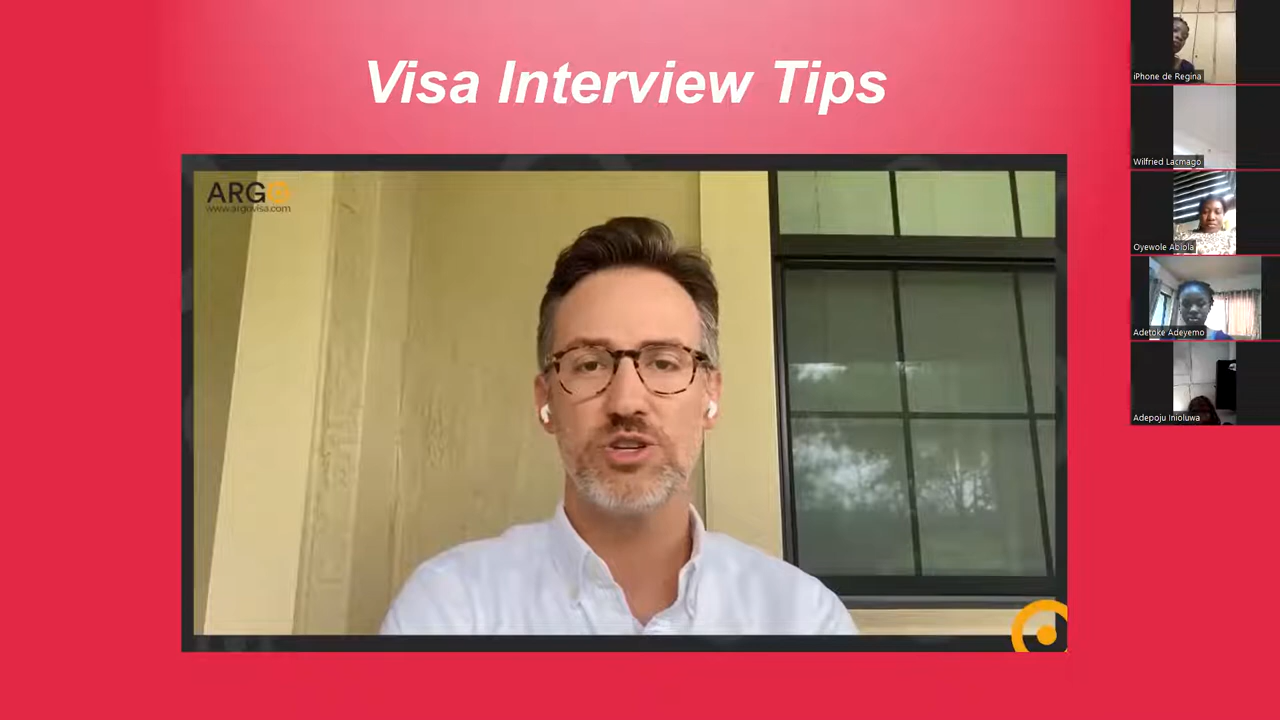 Visa Interview Tips
ARGO
www.argovisa.com
iPhone de Regina
Wilfried Lacmago
Oyewole Abiola
Adetoke Adeyemo
Adepoju Inioluwa